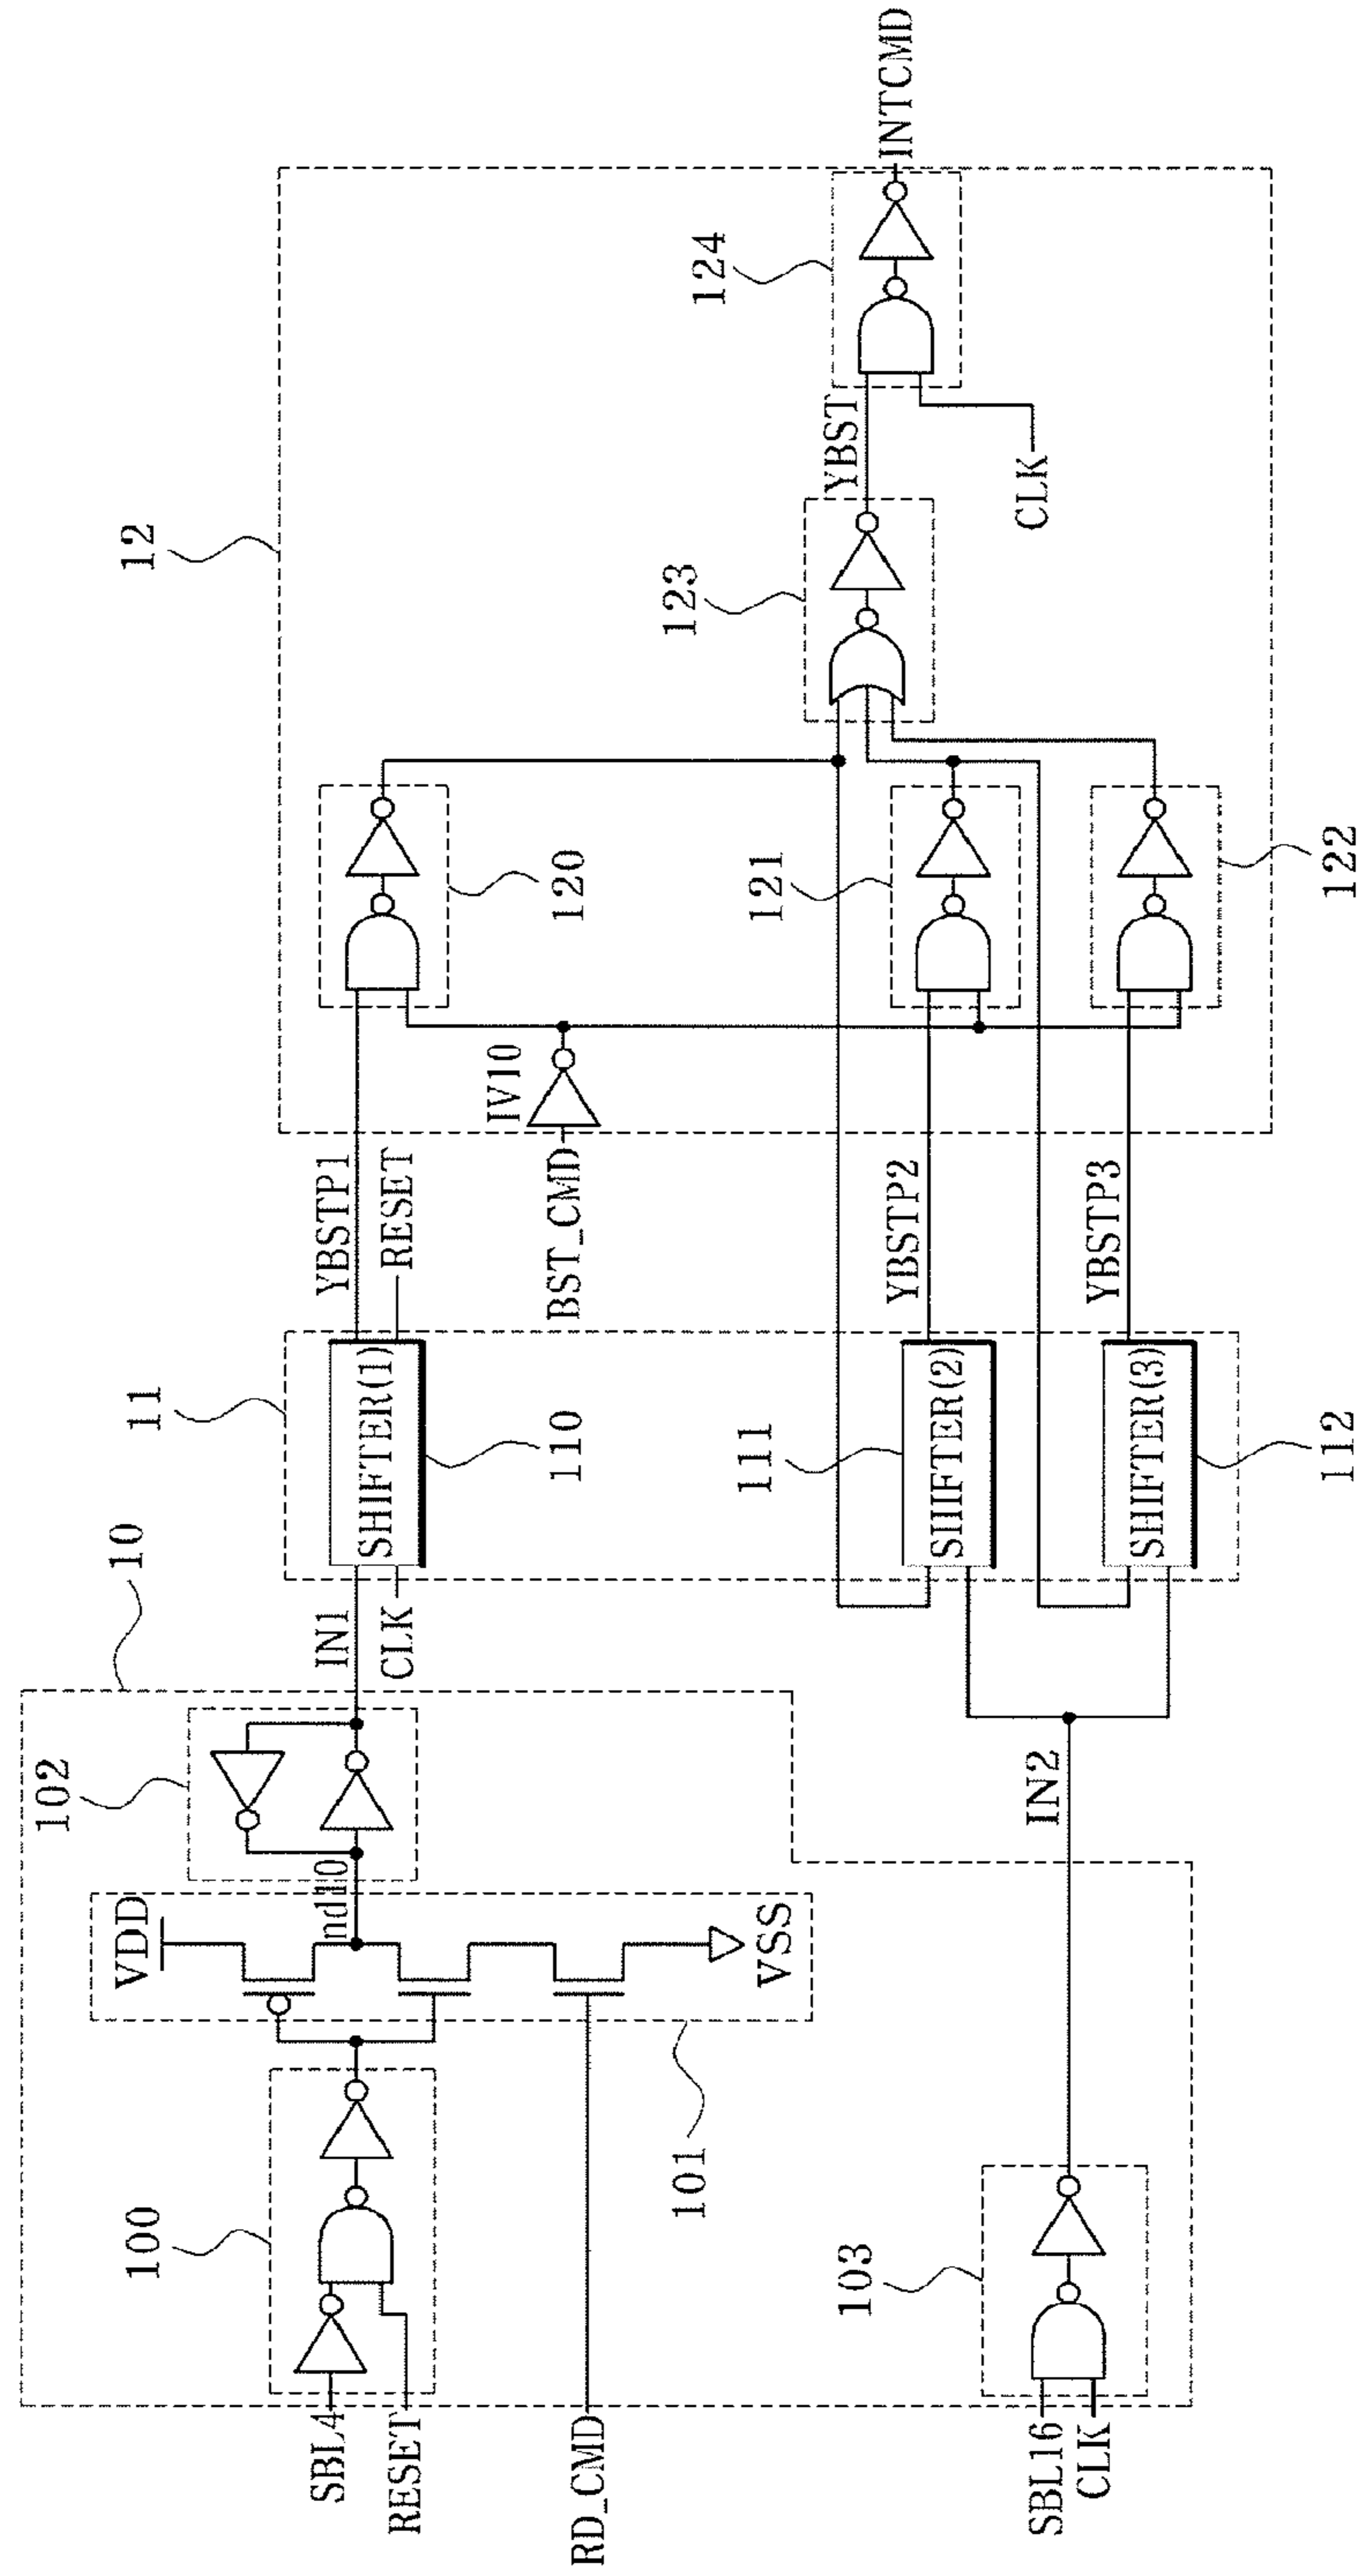 10
SBL4
RESET
RD_CMD
100
101
VDD
nd10
VSS
102
IN1
SBL16
CLK
103
IN2
11
CLK
SHIFTER(1)
110
RESET
YBSTP1
SHIFTER(2)
111
YBSTP2
SHIFTER(3)
112
YBSTP3
12
BST_CMD
IV10
120
121
122
123
YBST
CLK
124
INTCMD